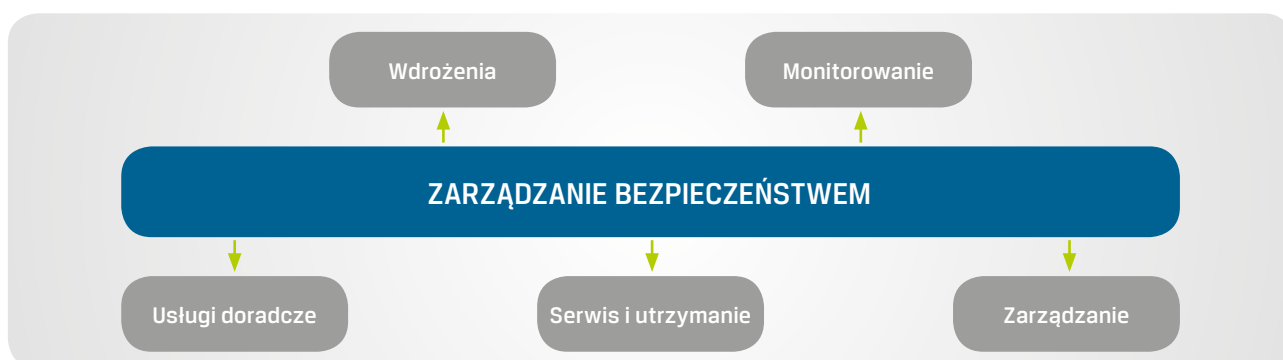 Wdrożenia
Monitorowanie
ZARZĄDZANIE BEZPIECZEŃSTWEM
Usługi doradcze
Serwis i utrzymanie
Zarządzanie